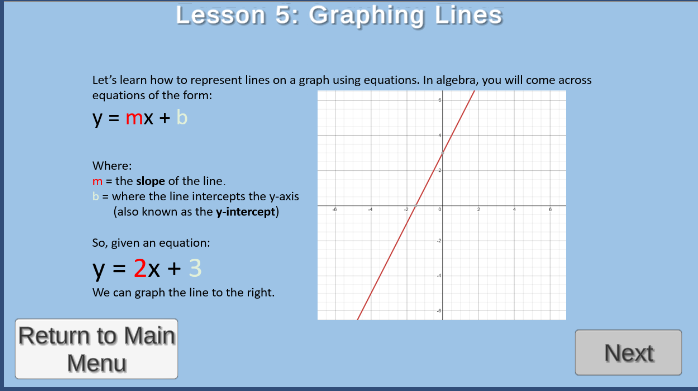 Lesson 5: Graphing Lines
Let's learn how to represent lines on a graph using equations. In algebra, you will come across
equations of the form:
y = mx + b
Where:
m = the slope of the line.
b = where the line intercepts the y-axis
(also known as the y-intercept)
So, given an equation:
y = 2x + 3
We can graph the line to the right.
4
2
-4
-2
0
2
4
6
-2
-4
Return to Main
Menu
Next